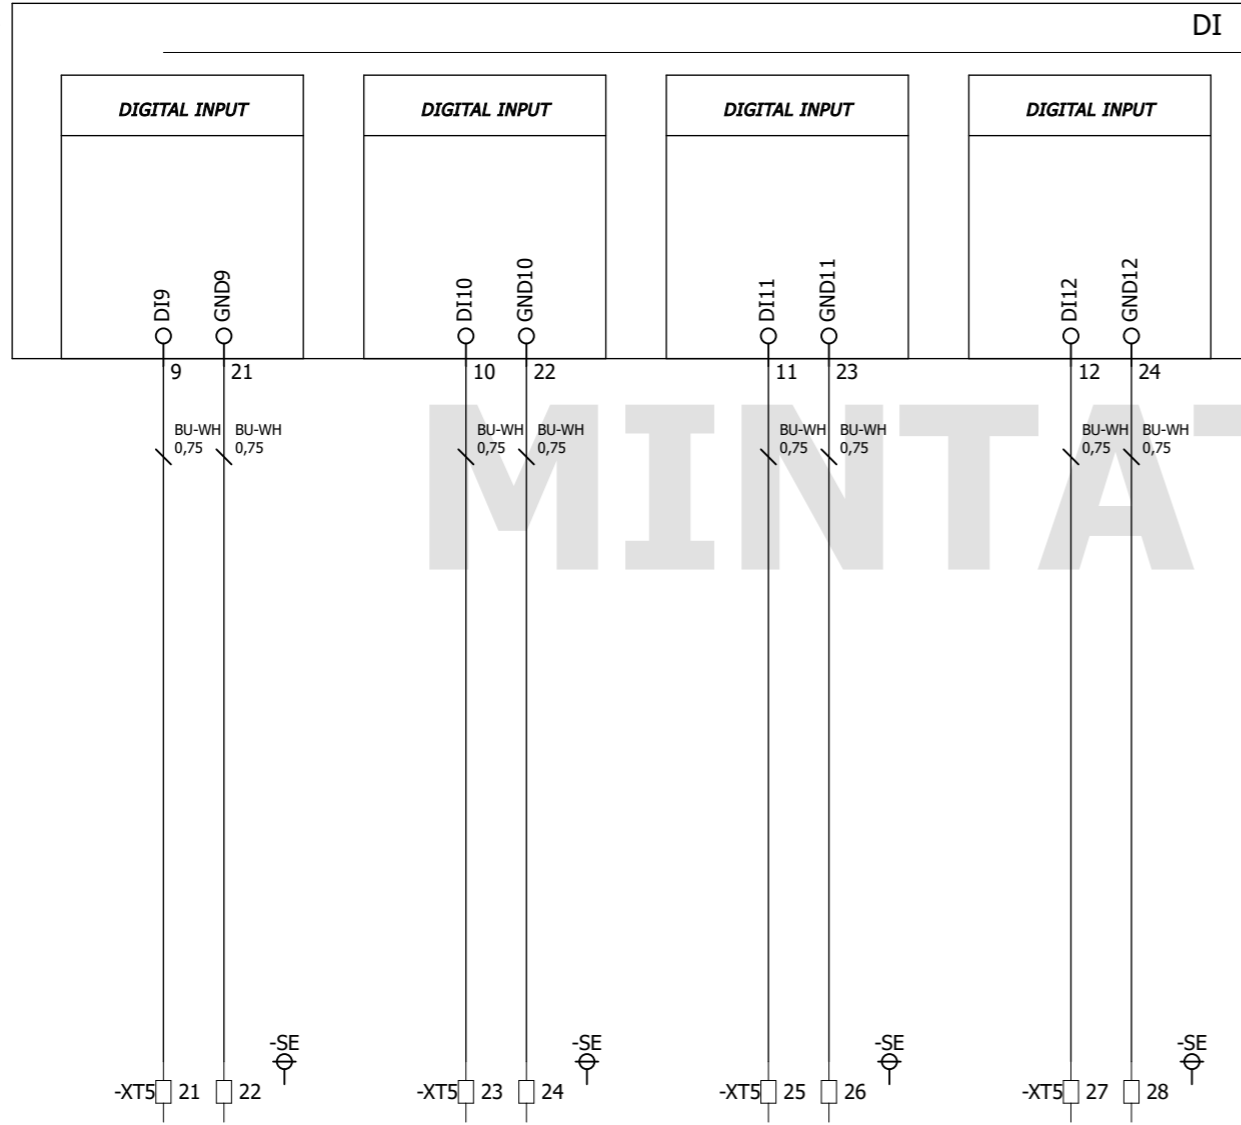 DI
DIGITAL INPUT DIGITAL INPUT DIGITAL INPUT DIGITAL INPUT
DI9 GND9 DI10 GND10 DI11 GND11 DI12 GND12
9 21 10 22 11 23 12 24
BU-WH BU-WH BU-WH BU-WH BU-WH BU-WH BU-WH BU-WH
0,75 0,75 0,75 0,75 0,75 0,75 0,75 0,75
MINTAT
-SE -SE -SE -SE
-XT5 21 22 -XT5 23 24 -XT5 25 26 -XT5 27 28